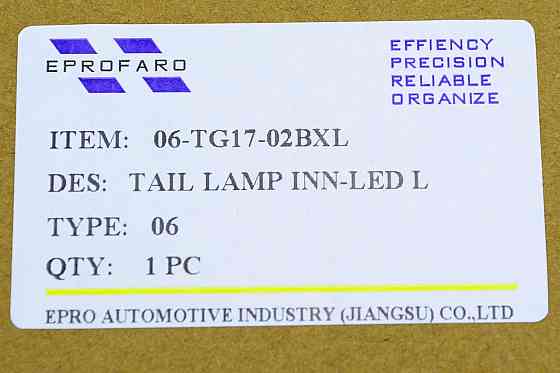 EPROFARO
EFFIENCY
PRECISION
RELIABLE
ORGANIZE
ITEM: 06-TG17-02BXL
DES: TAIL LAMP INN-LED L
TYPE: 06
QTY: 1 PC
EPRO AUTOMOTIVE INDUSTRY (JIANGSU) CO.,LTD